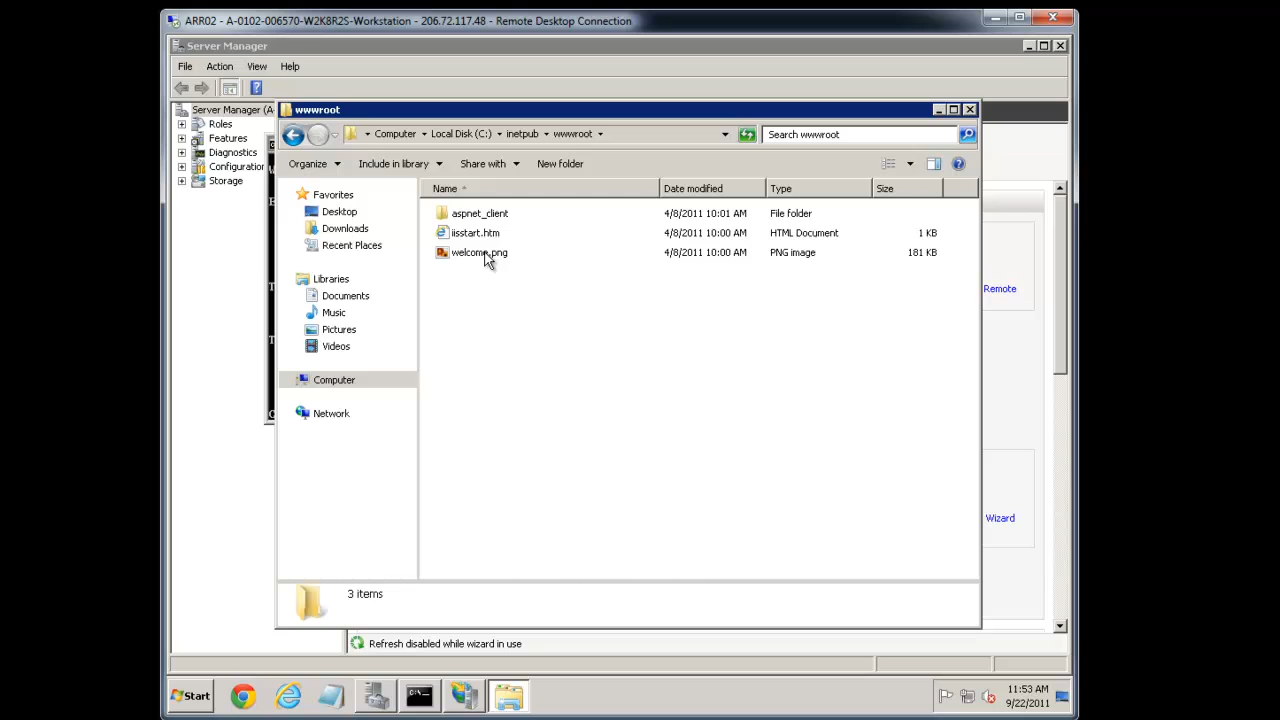 ARR02 - A-0102-006570-W2K8R2S-Workstation - 206.72.117.48 - Remote Desktop Connection
Server Manager
File Action View Help
Server Manager (A
Roles
Features
Diagnostics
Configuration
Storage
wwwroot
Computer Local Disk (C:) inetpub wwwroot
Search wwwroot
Organize Include in library Share with New folder
Favorites
Desktop
Downloads
Recent Places
Libraries
Documents
Music
Pictures
Videos
Computer
Network
Name Date modified Type Size
aspnet_client 4/8/2011 10:01 AM File folder
iisstart.htm 4/8/2011 10:00 AM HTML Document 1 KB
welcome.png 4/8/2011 10:00 AM PNG image 181 KB
3 items
Remote
Wizard
Refresh disabled while wizard in use
Start
11:53 AM
9/22/2011